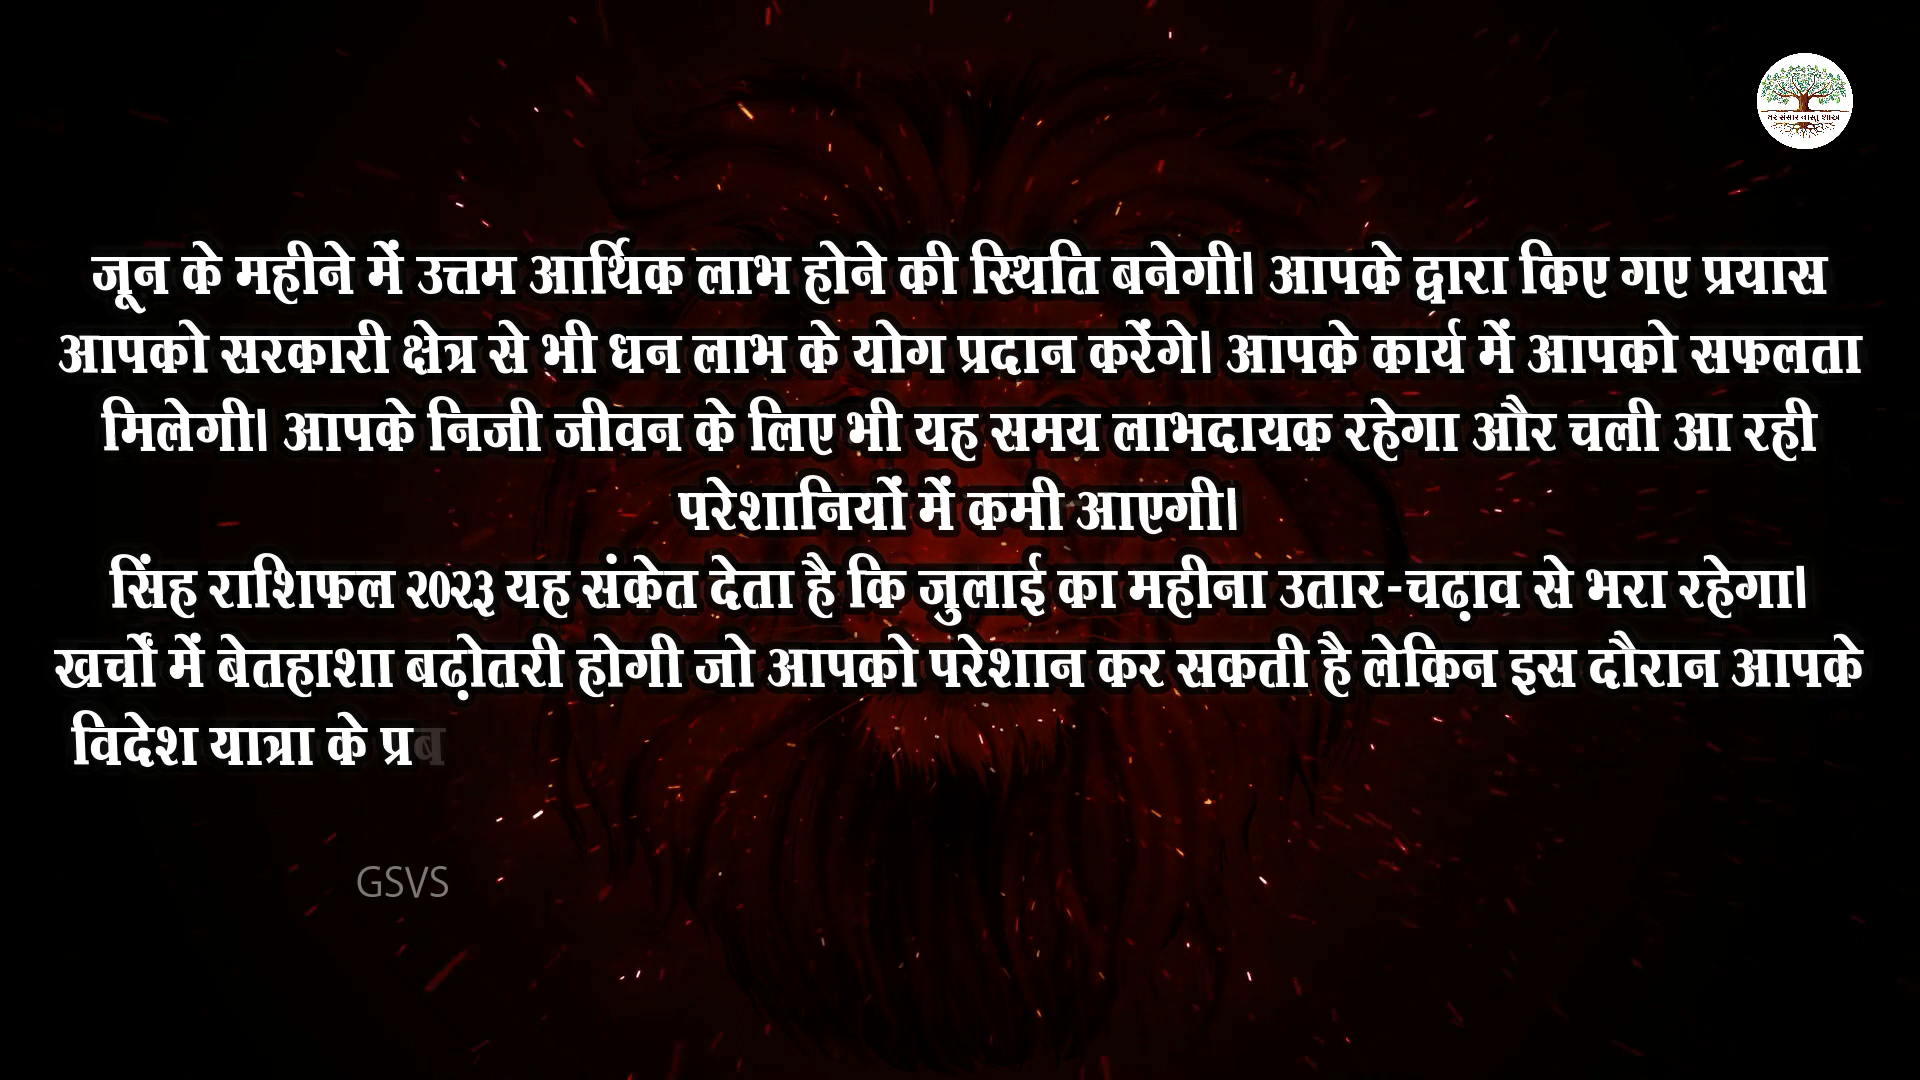 घर संसार वास्तु शास्त्र
जून के महीने में उत्तम आर्थिक लाभ होने की स्थिति बनेगी। आपके द्वारा किए गए प्रयास
आपको सरकारी क्षेत्र से भी धन लाभ के योग प्रदान करेंगे। आपके कार्य में आपको सफलता
मिलेगी। आपके निजी जीवन के लिए भी यह समय लाभदायक रहेगा और चली आ रही
परेशानियों में कमी आएगी।
सिंह राशिफल २०२३ यह संकेत देता है कि जुलाई का महीना उतार-चढ़ाव से भरा रहेगा।
खर्चों में बेतहाशा बढ़ोतरी होगी जो आपको परेशान कर सकती है लेकिन इस दौरान आपके
विदेश यात्रा के प्रब
GSVS